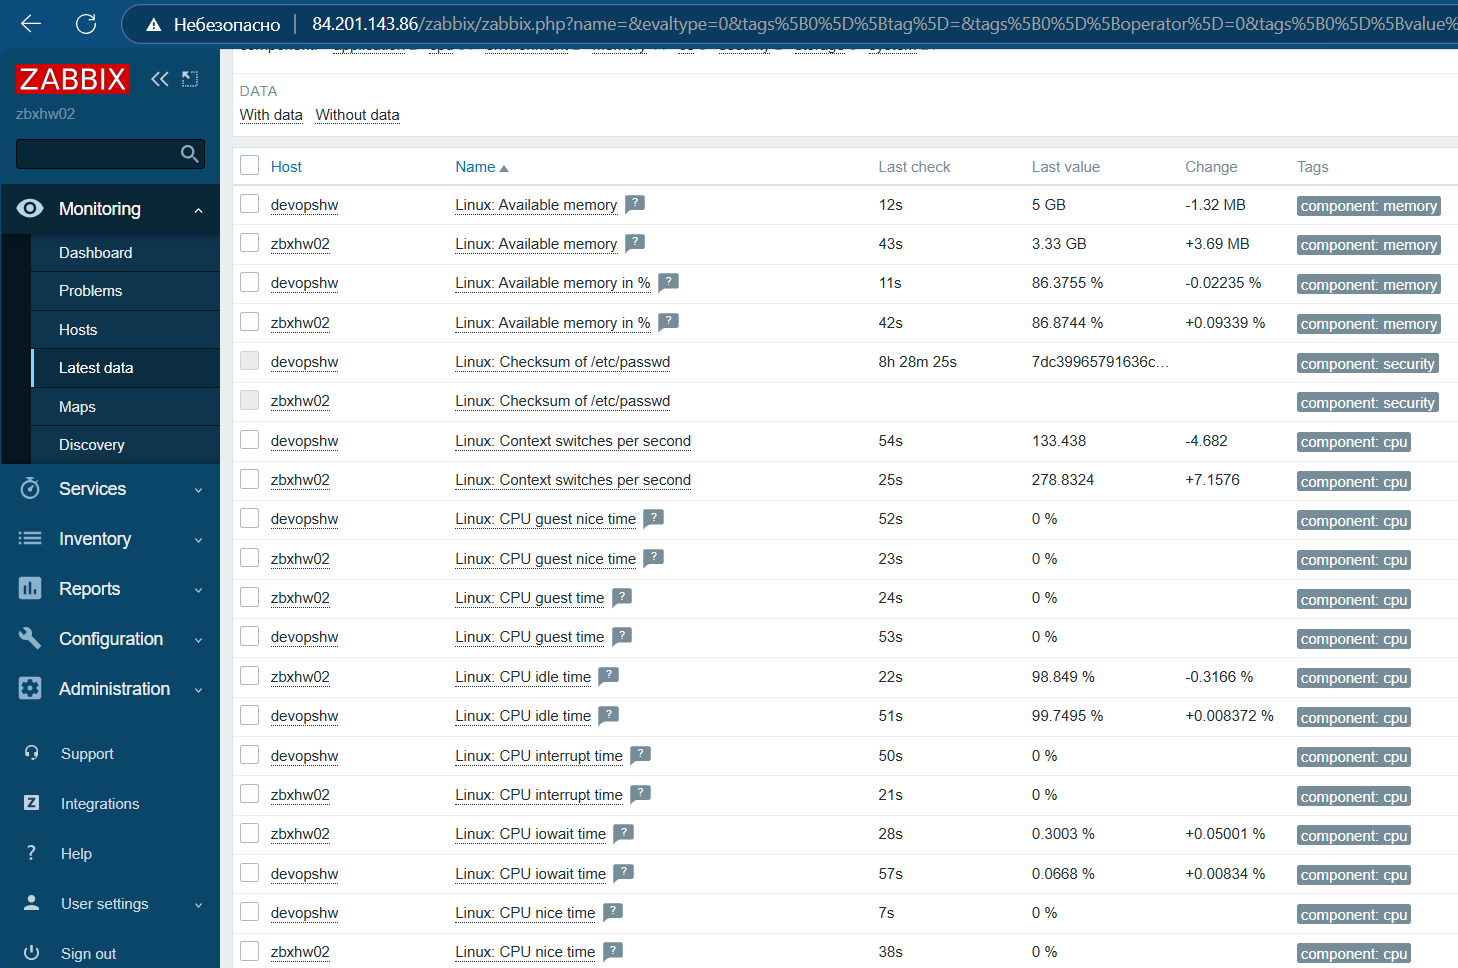 Небезопасно 84.201.143.86/zabbix/zabbix.php?name=&evaltype=0&tags%5B0%5D%5Btag%5D=&tags%5B0%5D%5Boperator%5D=0&tags%5B0%5D%5Bvalue%
ZABBIX
zbxhw02
Monitoring
Dashboard
Problems
Hosts
Latest data
Maps
Discovery
Services
Inventory
Reports
Configuration
Administration
Support
Z Integrations
? Help
User settings
Sign out
DATA
With data Without data
Host Name Last check Last value Change Tags
devopshw Linux: Available memory ? 12s 5 GB -1.32 MB component: memory
zbxhw02 Linux: Available memory ? 43s 3.33 GB +3.69 MB component: memory
devopshw Linux: Available memory in % ? 11s 86.3755 % -0.02235 % component: memory
zbxhw02 Linux: Available memory in % ? 42s 86.8744 % +0.09339 % component: memory
devopshw Linux: Checksum of /etc/passwd 8h 28m 25s 7dc39965791636c... component: security
zbxhw02 Linux: Checksum of /etc/passwd component: security
devopshw Linux: Context switches per second 54s 133.438 -4.682 component: cpu
zbxhw02 Linux: Context switches per second 25s 278.8324 +7.1576 component: cpu
devopshw Linux: CPU guest nice time ? 52s 0 % component: cpu
zbxhw02 Linux: CPU guest nice time ? 23s 0 % component: cpu
zbxhw02 Linux: CPU guest time ? 24s 0 % component: cpu
devopshw Linux: CPU guest time ? 53s 0 % component: cpu
zbxhw02 Linux: CPU idle time ? 22s 98.849 % -0.3166 % component: cpu
devopshw Linux: CPU idle time ? 51s 99.7495 % +0.008372 % component: cpu
devopshw Linux: CPU interrupt time ? 50s 0 % component: cpu
zbxhw02 Linux: CPU interrupt time ? 21s 0 % component: cpu
zbxhw02 Linux: CPU iowait time ? 28s 0.3003 % +0.05001 % component: cpu
devopshw Linux: CPU iowait time ? 57s 0.0668 % +0.00834 % component: cpu
devopshw Linux: CPU nice time ? 7s 0 % component: cpu
zbxhw02 Linux: CPU nice time ? 38s 0 % component: cpu